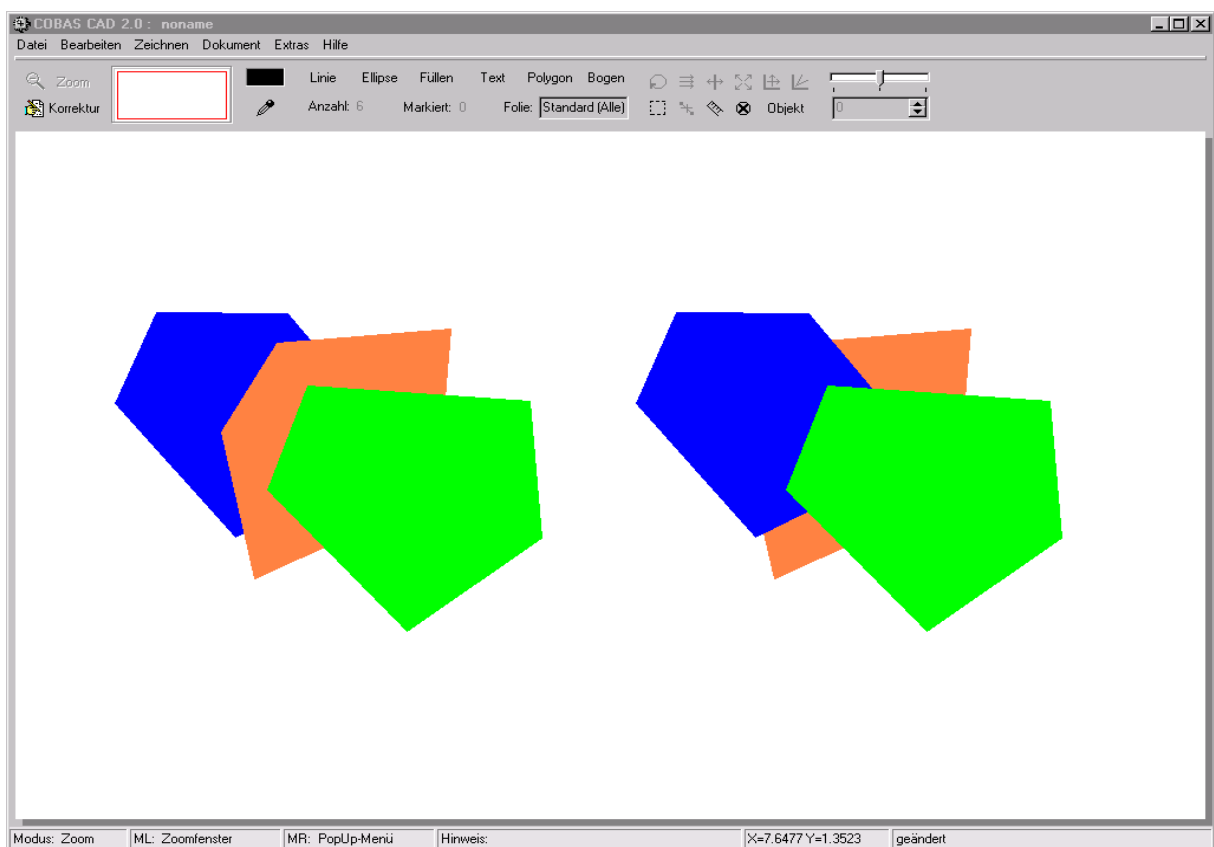 COBAS CAD 2.0 : noname
Datei Bearbeiten Zeichnen Dokument Extras Hilfe
Zoom Linie Ellipse Füllen Text Polygon Bogen
Korrektur Anzahl: 6 Markiert: 0 Folie: Standard (Alle) Objekt 0
Modus: Zoom ML: Zoomfenster MR: PopUp-Menü Hinweis: X=7.6477 Y=1.3523 geändert